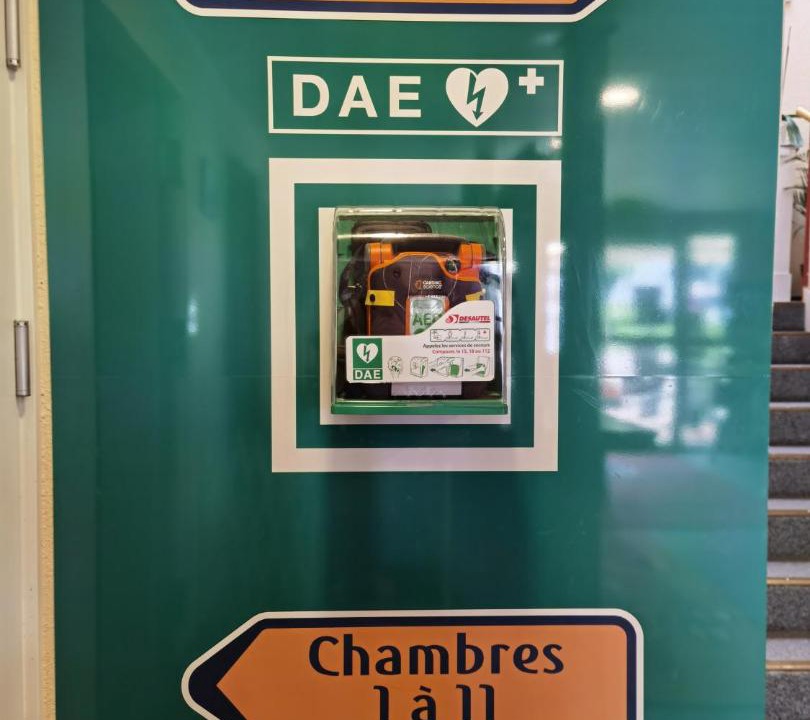 DAE
CARDIAC
SCIENCE
AED
DESAUTEL
Appelez les services de secours
Composez le 15, 18 ou 112
DAE
Chambres
1 à 11